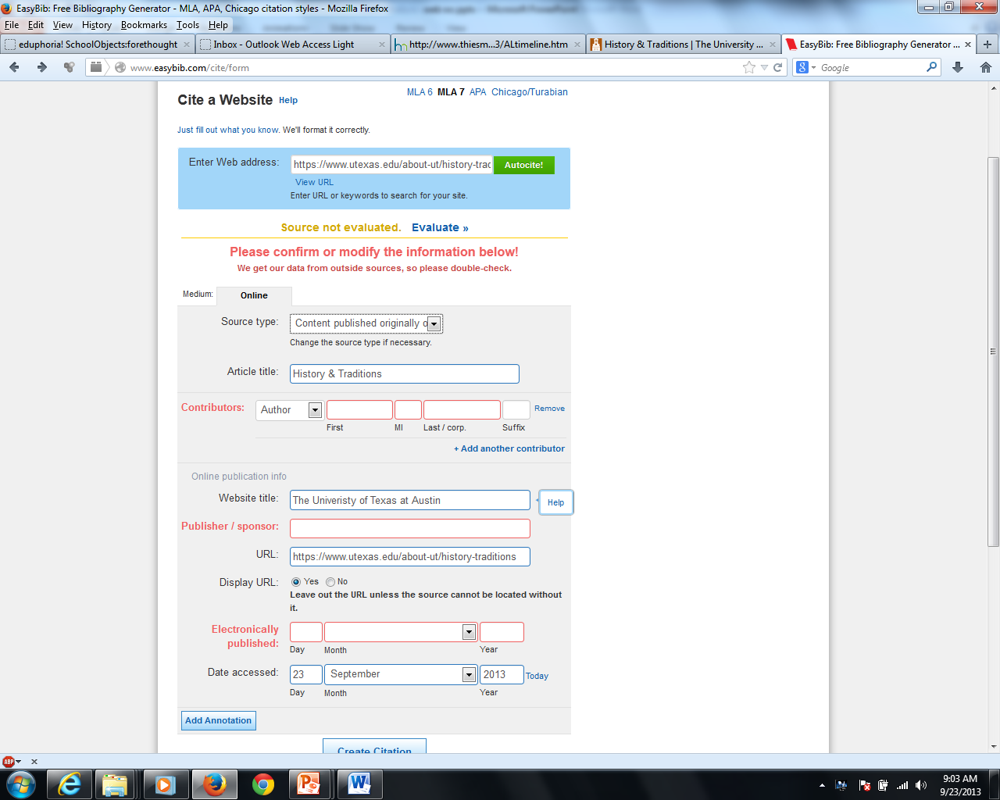 EasyBib: Free Bibliography Generator - MLA, APA, Chicago citation styles - Mozilla Firefox
File Edit View History Bookmarks Tools Help
eduphoria! SchoolObjects:forethought
Inbox - Outlook Web Access Light
http://www.thiesm...3/ALtimeline.htm
History & Traditions | The University ...
EasyBib: Free Bibliography Generator ...
www.easybib.com/cite/form
Google
Cite a Website Help
MLA 6 MLA 7 APA Chicago/Turabian
Just fill out what you know. We'll format it correctly.
Enter Web address: https://www.utexas.edu/about-ut/history-trad Autocite!
View URL
Enter URL or keywords to search for your site.
Source not evaluated. Evaluate »
Please confirm or modify the information below!
We get our data from outside sources, so please double-check.
Medium: Online
Source type: Content published originally o
Change the source type if necessary.
Article title: History & Traditions
Contributors: Author Remove
First MI Last / corp. Suffix
+ Add another contributor
Online publication info
Website title: The Univeristy of Texas at Austin Help
Publisher / sponsor:
URL: https://www.utexas.edu/about-ut/history-traditions
Display URL: Yes No
Leave out the URL unless the source cannot be located without
it.
Electronically
published:
Day Month Year
Date accessed: 23 September 2013 Today
Day Month Year
Add Annotation
Create Citation
ABP
9:03 AM
9/23/2013